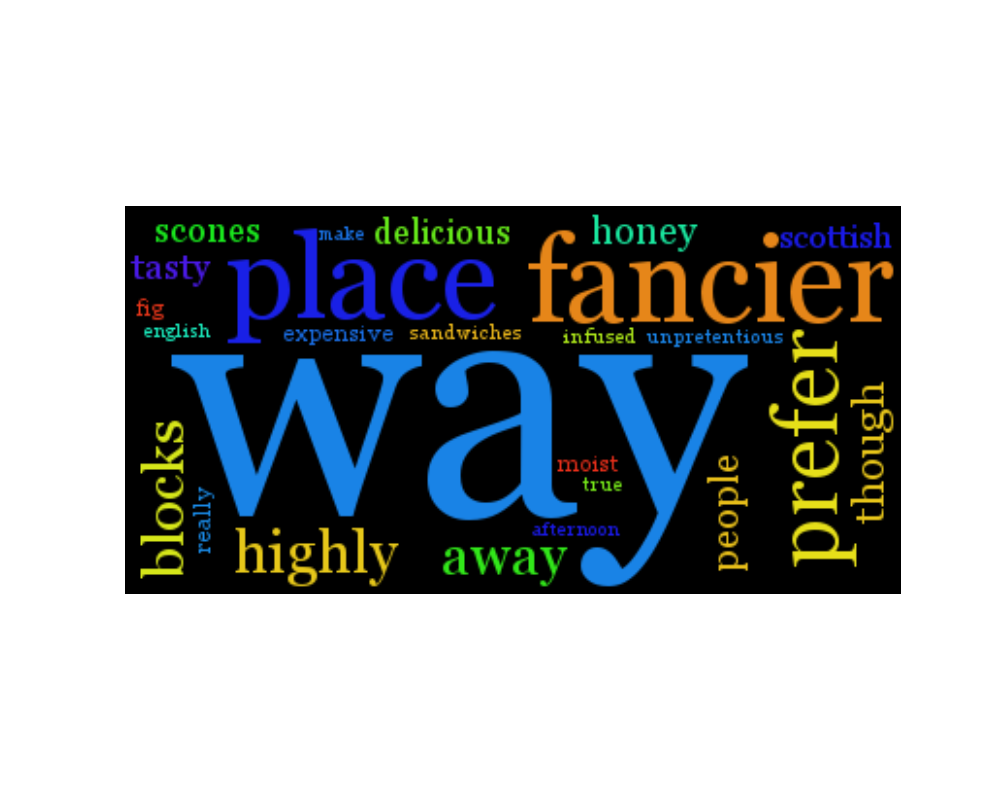 scones
make
delicious
honey
scottish
tasty
place
fancier
fig
english
expensive
sandwiches
infused
unpretentious
way
prefer
though
blocks
really
moist
true
people
afternoon
highly
away